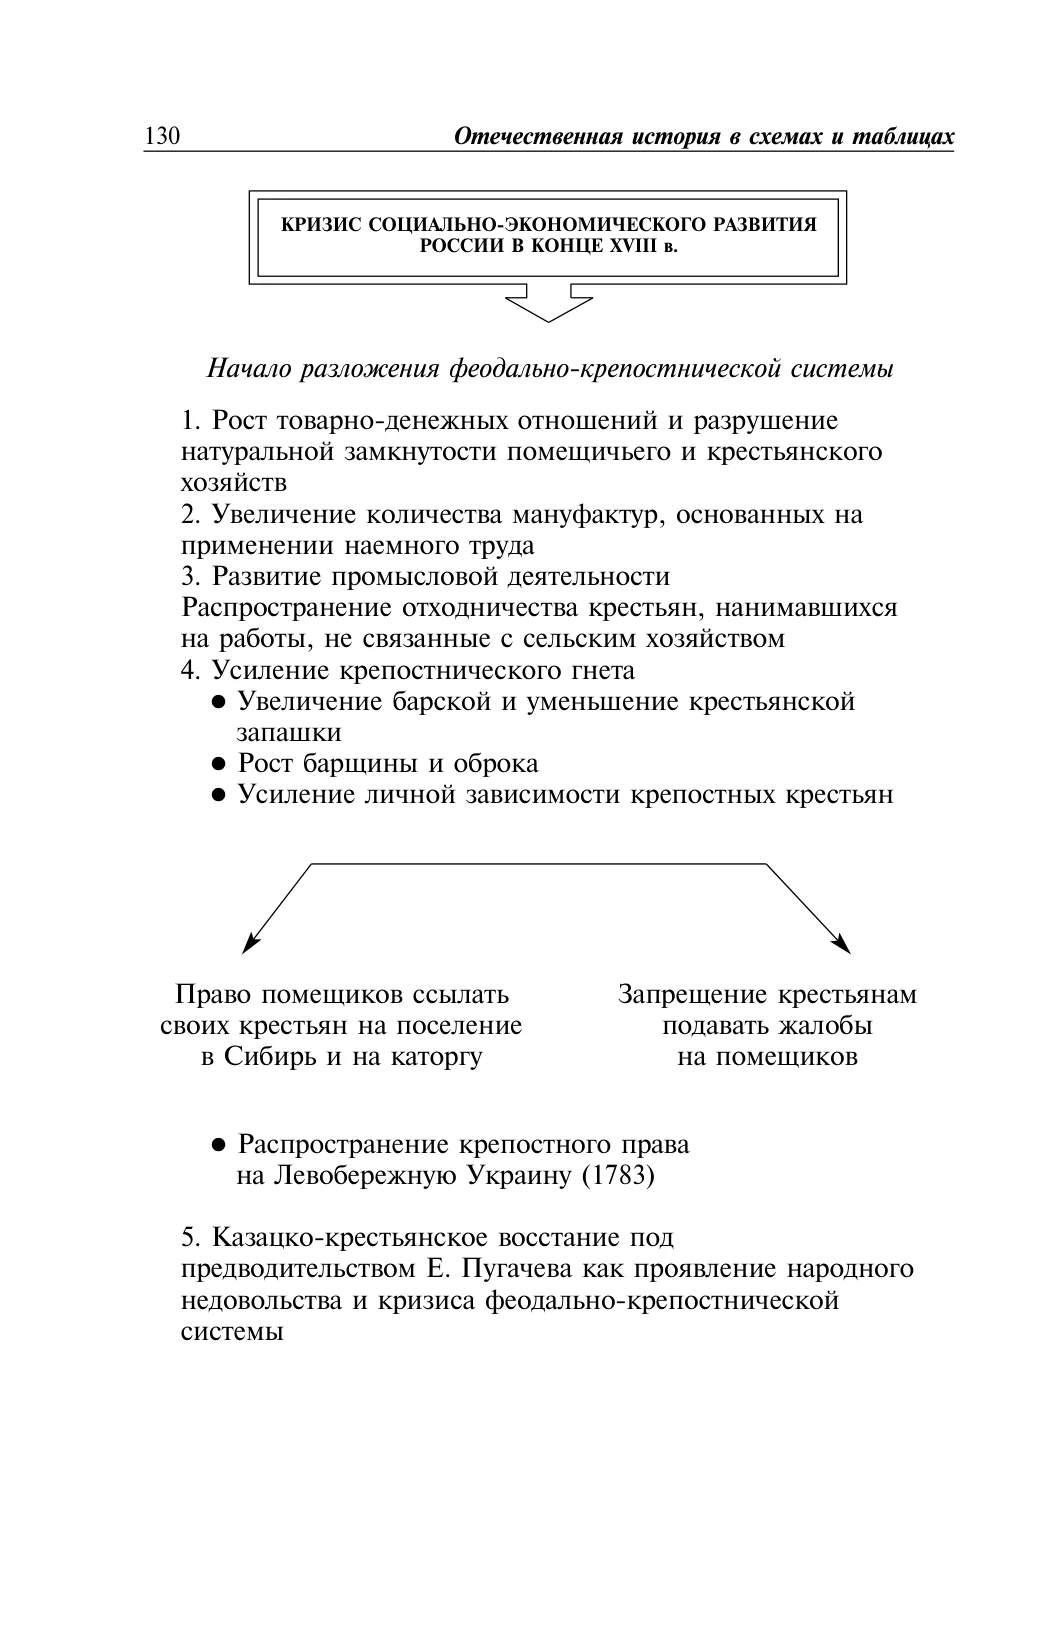 130
Отечественная история в схемах и таблицах
КРИЗИС СОЦИАЛЬНО-ЭКОНОМИЧЕСКОГО РАЗВИТИЯ
РОССИИ В КОНЦЕ XVIII в.
Начало разложения феодально-крепостнической системы
1. Рост товарно-денежных отношений и разрушение
натуральной замкнутости помещичьего и крестьянского
хозяйств
2. Увеличение количества мануфактур, основанных на
применении наемного труда
3. Развитие промысловой деятельности
Распространение отходничества крестьян, нанимавшихся
на работы, не связанные с сельским хозяйством
4. Усиление крепостнического гнета
● Увеличение барской и уменьшение крестьянской
запашки
● Рост барщины и оброка
● Усиление личной зависимости крепостных крестьян
Право помещиков ссылать
своих крестьян на поселение
в Сибирь и на каторгу
Запрещение крестьянам
подавать жалобы
на помещиков
● Распространение крепостного права
на Левобережную Украину (1783)
5. Казацко-крестьянское восстание под
предводительством Е. Пугачева как проявление народного
недовольства и кризиса феодально-крепостнической
системы